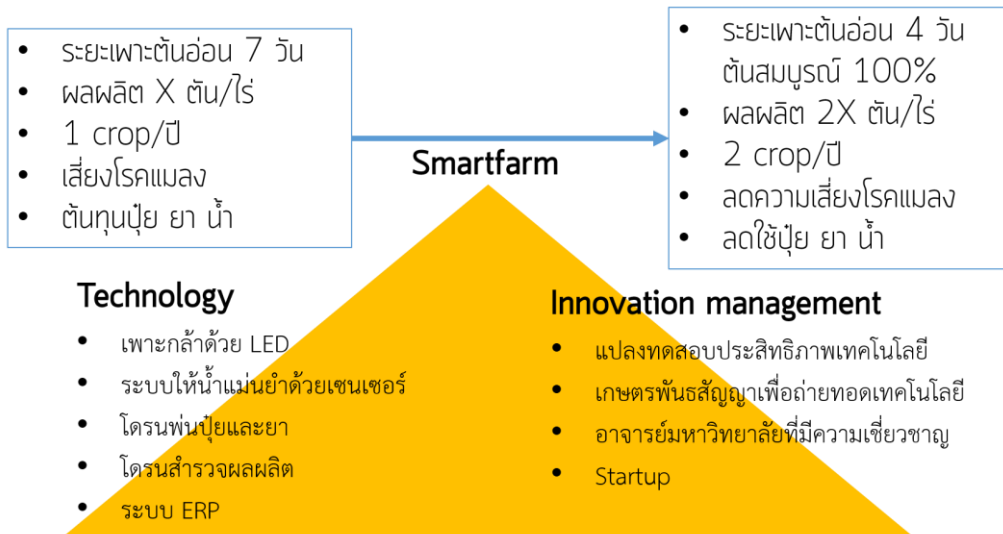 • ระยะเพาะต้นอ่อน 7 วัน
• ผลผลิต X ตัน/ไร่
• 1 crop/ปี
• เสี่ยงโรคแมลง
• ต้นทุนปุ๋ย ยา น้ำ
• ระยะเพาะต้นอ่อน 4 วัน
ต้นสมบูรณ์ 100%
• ผลผลิต 2X ตัน/ไร่
• 2 crop/ปี
• ลดความเสี่ยงโรคแมลง
• ลดใช้ปุ๋ย ยา น้ำ
Smartfarm
Technology
• เพาะกล้าด้วย LED
• ระบบให้น้ำแม่นยำด้วยเซนเซอร์
• โดรนพ่นปุ๋ยและยา
• โดรนสำรวจผลผลิต
• ระบบ ERP
Innovation management
• แปลงทดสอบประสิทธิภาพเทคโนโลยี
• เกษตรพันธสัญญาเพื่อถ่ายทอดเทคโนโลยี
• อาจารย์มหาวิทยาลัยที่มีความเชี่ยวชาญ
• Startup